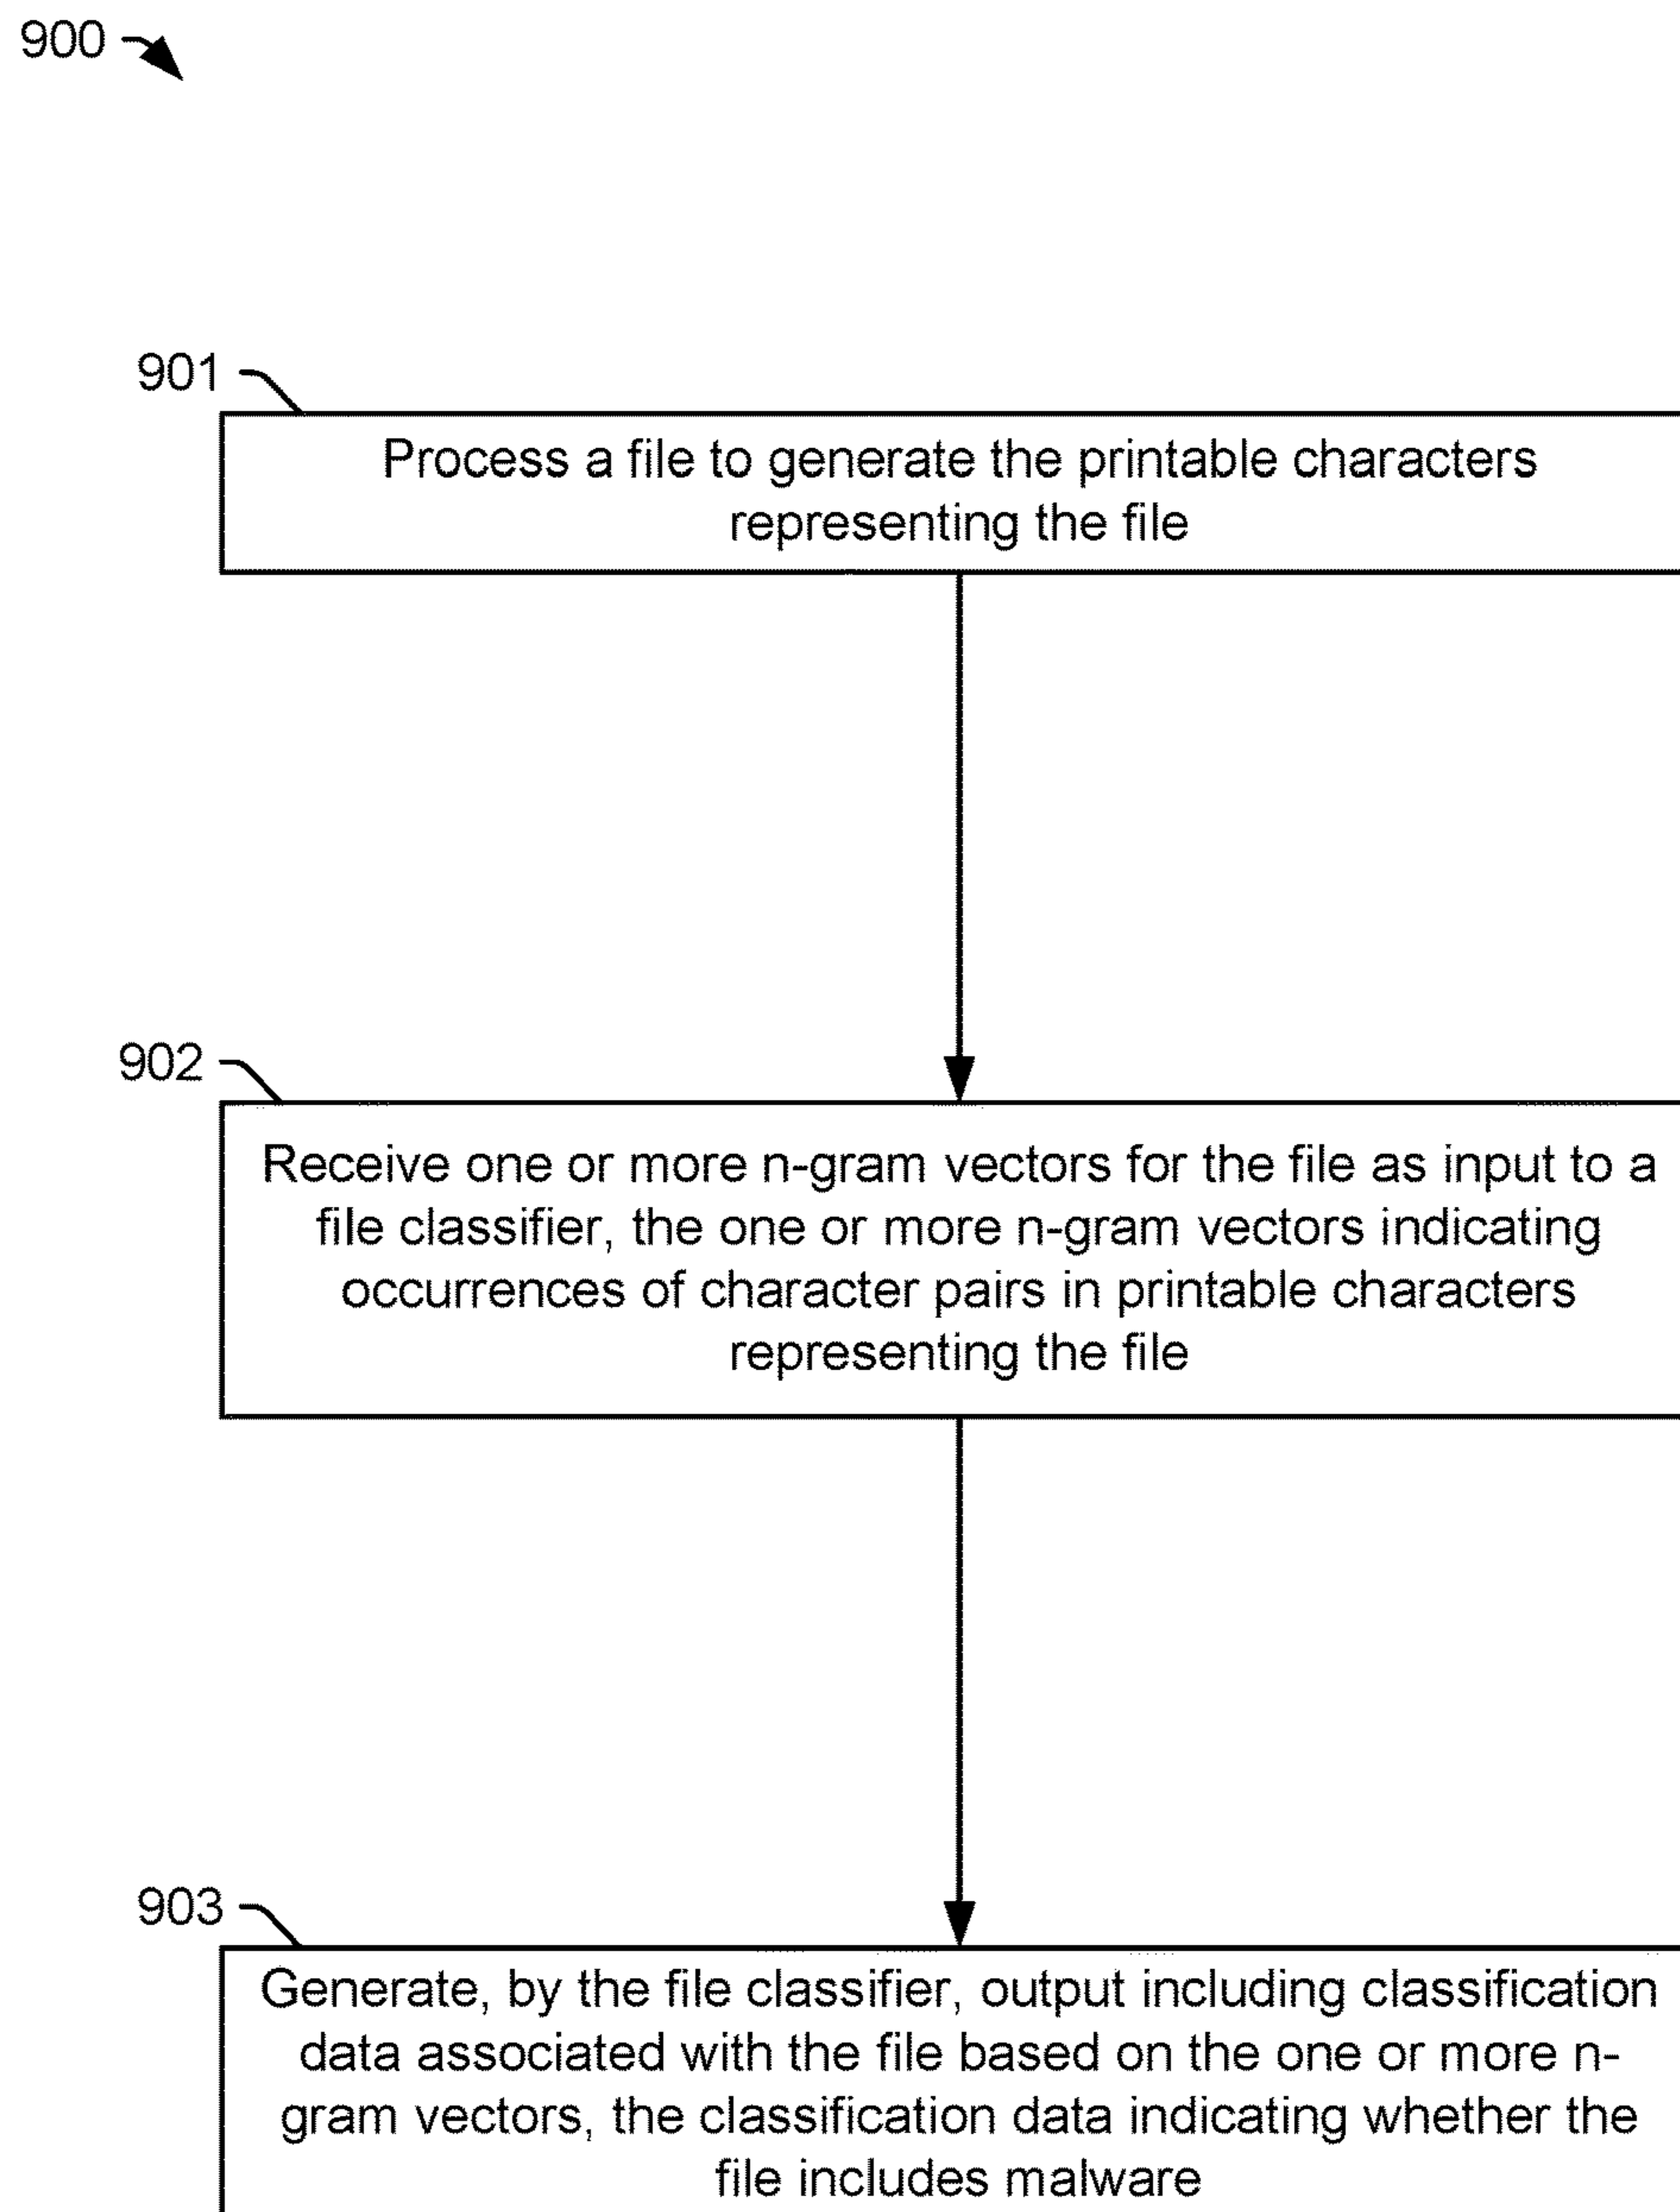 900
901
Process a file to generate the printable characters
representing the file
902
Receive one or more n-gram vectors for the file as input to a
file classifier, the one or more n-gram vectors indicating
occurrences of character pairs in printable characters
representing the file
903
Generate, by the file classifier, output including classification
data associated with the file based on the one or more n-
gram vectors, the classification data indicating whether the
file includes malware